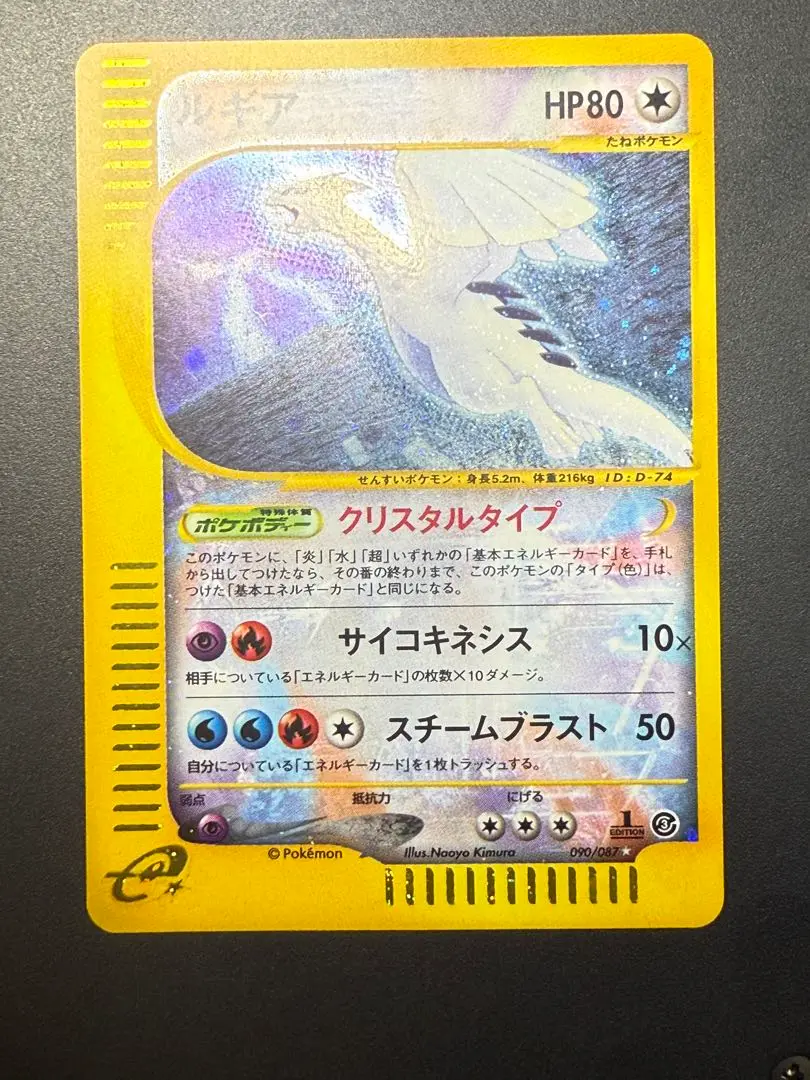 ルギア
HP80
たねポケモン
せんすいポケモン：身長5.2m、体重216kg ID：D-74
特殊体質
ポケボディー
クリスタルタイプ
このポケモンに、「炎」「水」「超」いずれかの「基本エネルギーカード」を、手札
から出してつけたなら、その番の終わりまで、このポケモンの「タイプ（色）」は、
つけた「基本エネルギーカード」と同じになる。
サイコキネシス 10×
相手についている「エネルギーカード」の枚数×10ダメージ。
スチームブラスト 50
自分についている「エネルギーカード」を1枚トラッシュする。
弱点 抵抗力 にげる
1
EDITION
3
©Pokémon Illus.Naoyo Kimura 090/087★
e